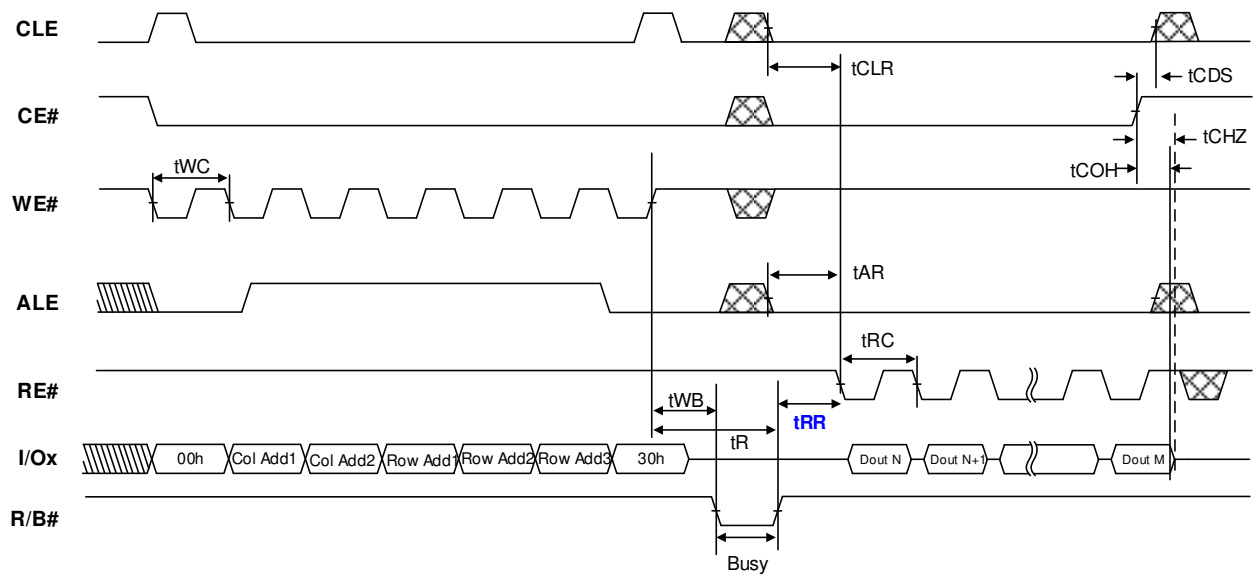 CLE
tCLR
tCDS
CE#
tCHZ
tCOH
tWC
WE#
tAR
ALE
tRC
RE#
tWB
tRR
tR
I/Ox
00h Col Add1 Col Add2 Row Add1 Row Add2 Row Add3 30h Dout N Dout N+1 Dout M
R/B#
Busy